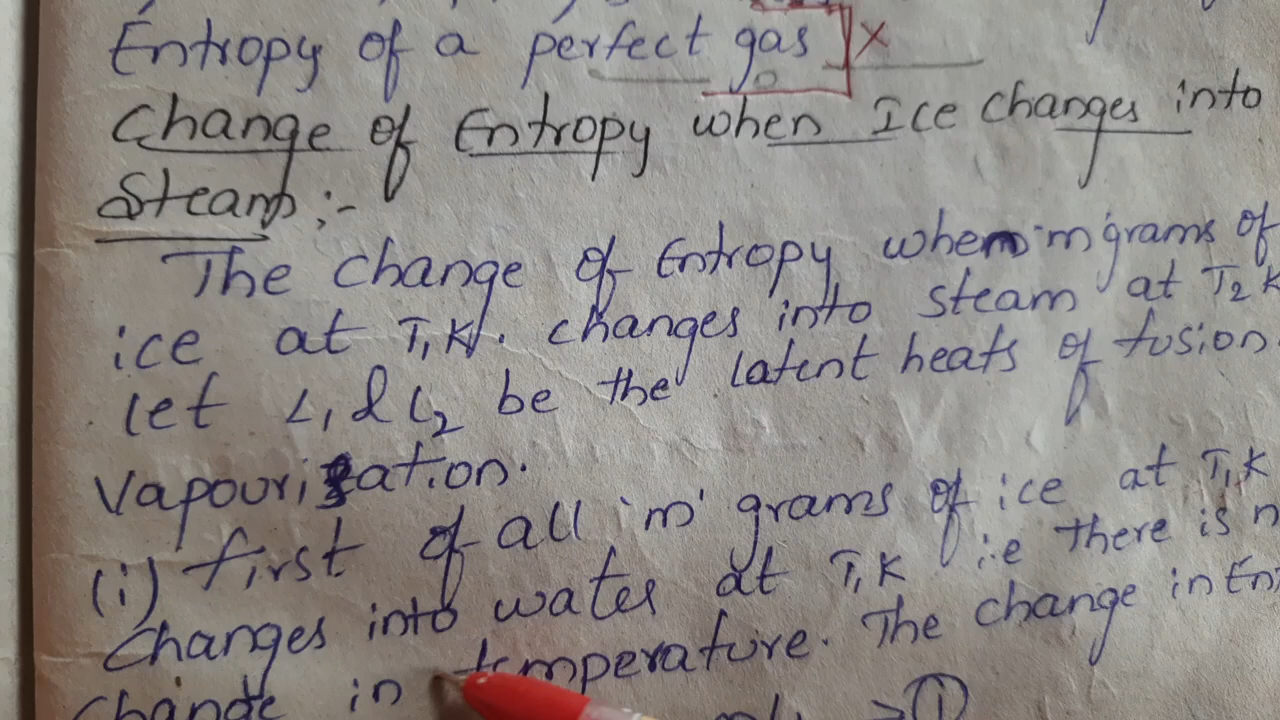 Entropy of a perfect gas x
Change of Entropy when Ice changes into
Steam :-
The change of Entropy when 'm' grams of
ice at T1K. changes into steam at T2K
let L1 & L2 be the latent heats of fusion
Vapourisation.
(i) first of all 'm' grams of ice at T1K
changes into water at T1K i.e there is n
change in temperature. The change in En
①